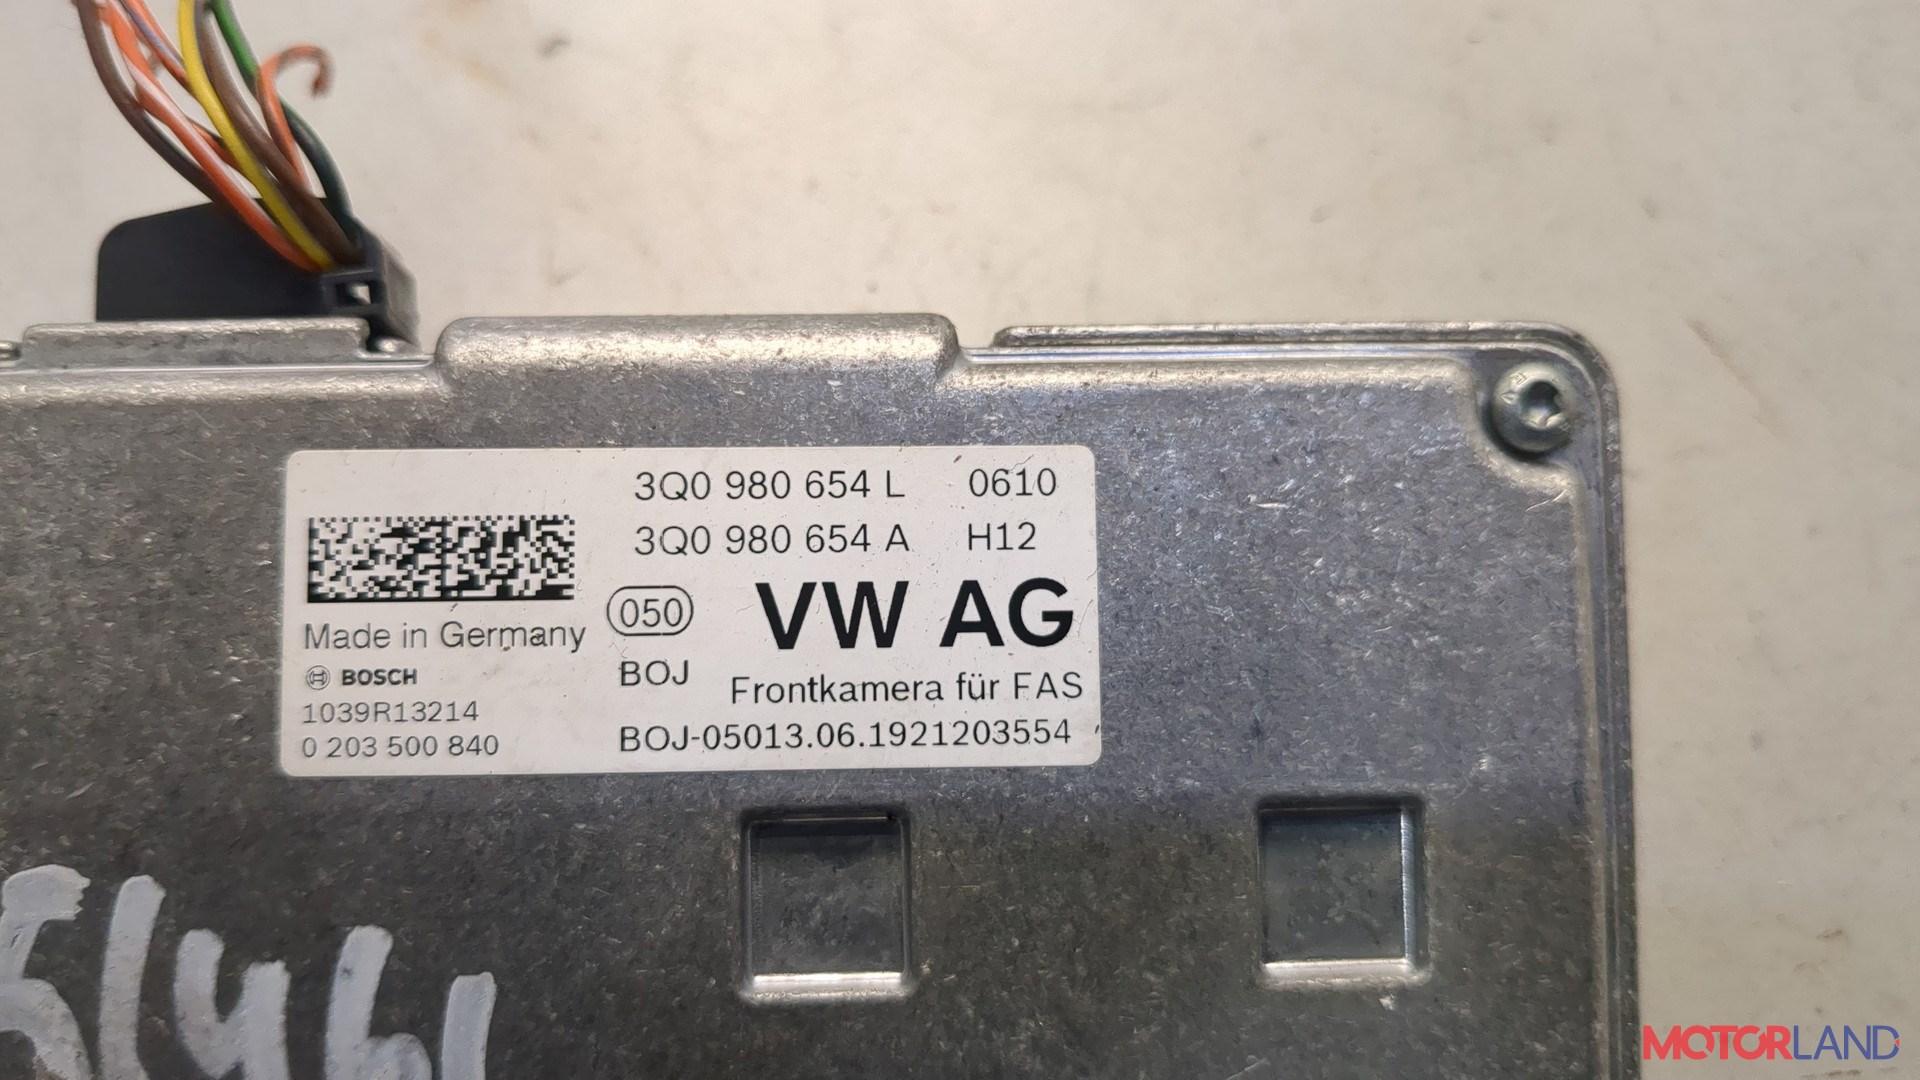 3Q0 980 654 L 0610
3Q0 980 654 A H12
050
VW AG
Made in Germany
BOSCH
BOJ
Frontkamera für FAS
1039R13214
0 203 500 840
BOJ-05013.06.1921203554
MOTORLAND